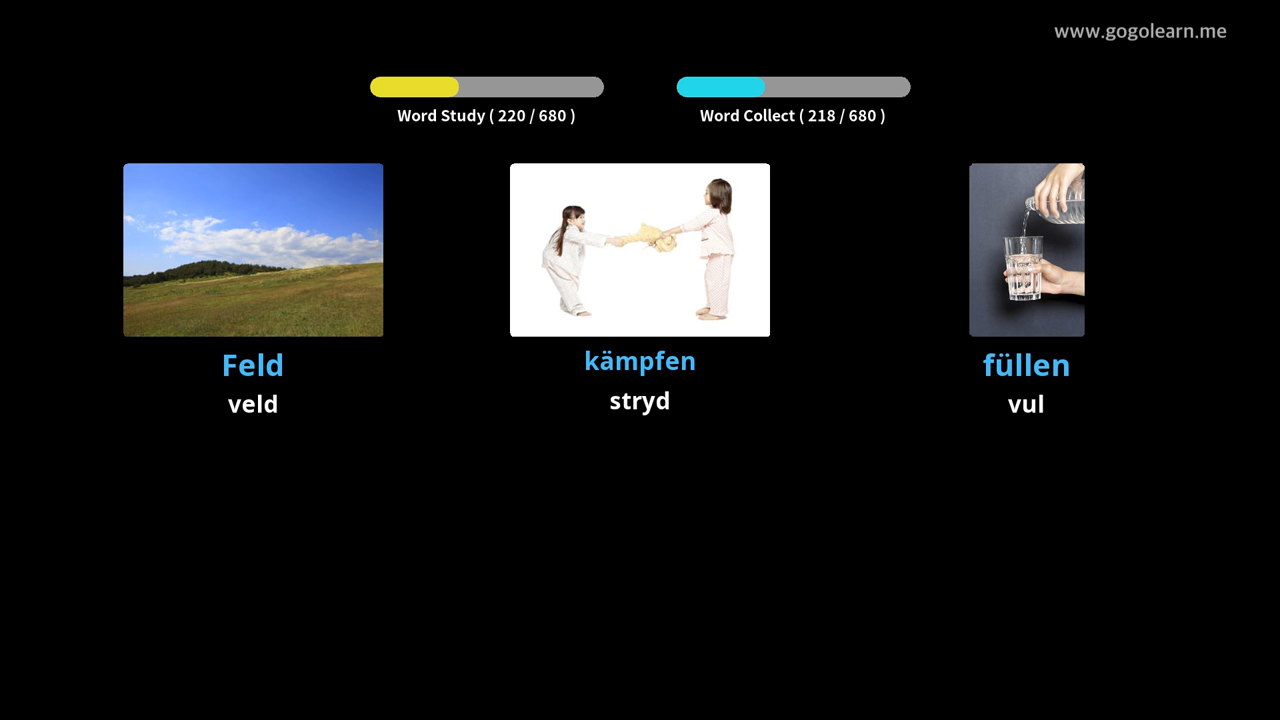 www.gogolearn.me
Word Study ( 220 / 680 )
Word Collect ( 218 / 680 )
Feld
veld
kämpfen
stryd
füllen
vul